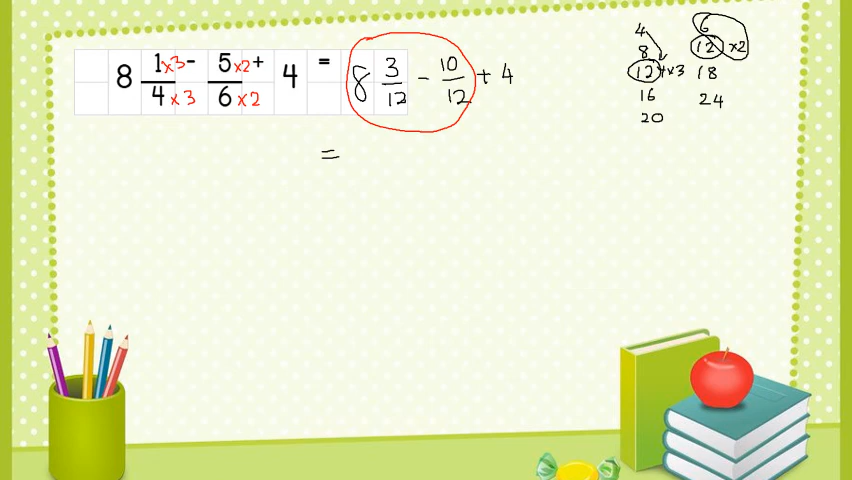 8 1×3/4×3 - 5×2/6×2 + 4 = 8 3/12 - 10/12 + 4
=
4 6
8 12 ×2
12 ×3 18
16 24
20